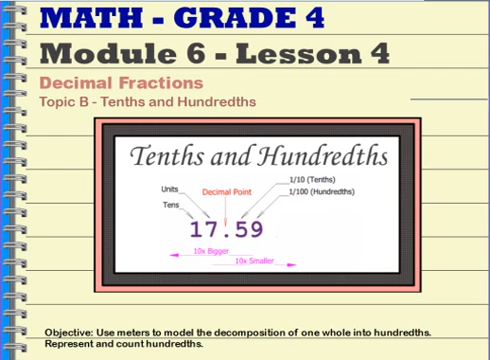 MATH - GRADE 4
Module 6 - Lesson 4
Decimal Fractions
Topic B - Tenths and Hundredths
Tenths and Hundredths
1/10 (Tenths)
Units
Decimal Point
1/100 (Hundredths)
Tens
17.59
10x Bigger
10x Smaller
Objective: Use meters to model the decomposition of one whole into hundredths.
Represent and count hundredths.